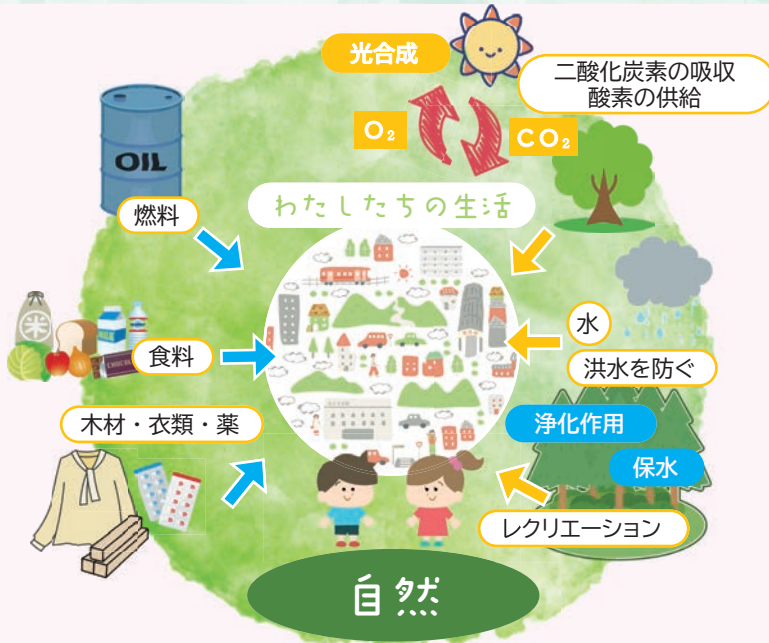 光合成
二酸化炭素の吸収
酸素の供給
O₂
CO₂
OIL
わたしたちの生活
燃料
水
米
MILK
食料
洪水を防ぐ
木材・衣類・薬
浄化作用
保水
レクリエーション
自然